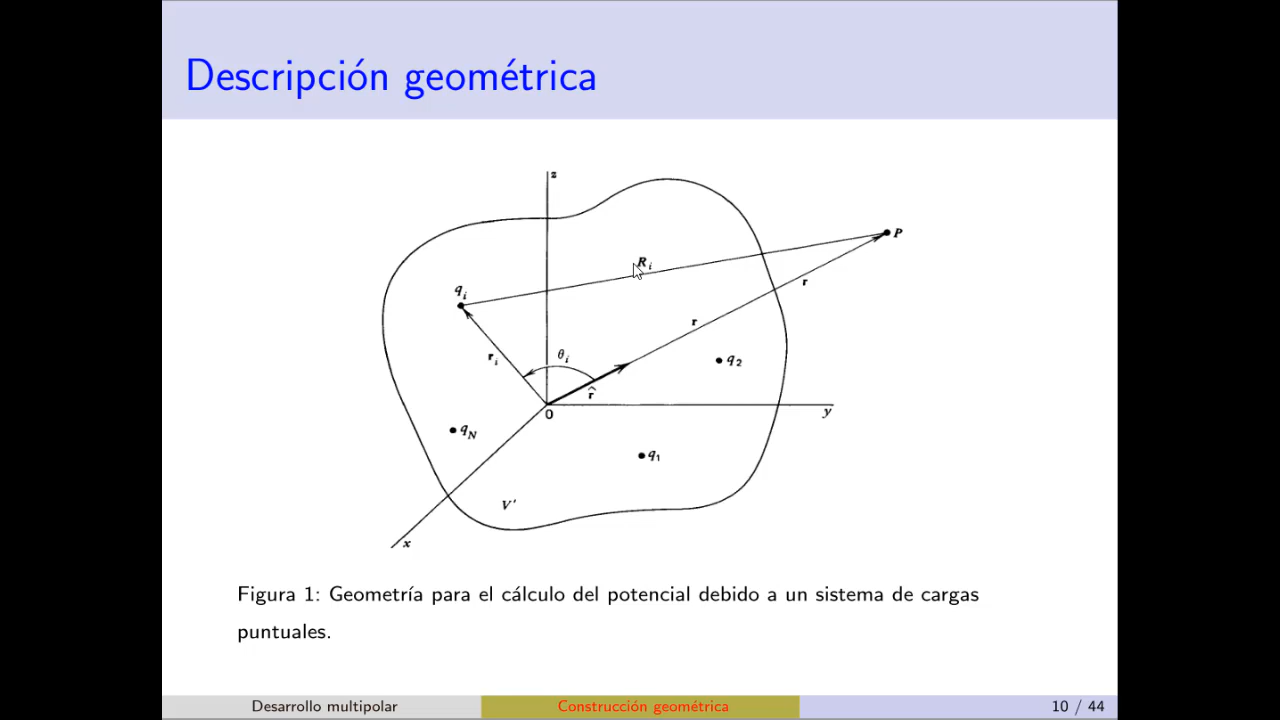 Descripción geométrica
z
P
R i
q i
r
r
r i
θ i
q 2
r̂
0
y
q N
q 1
V'
x
Figura 1: Geometría para el cálculo del potencial debido a un sistema de cargas
puntuales.
Desarrollo multipolar
Construcción geométrica
10 / 44